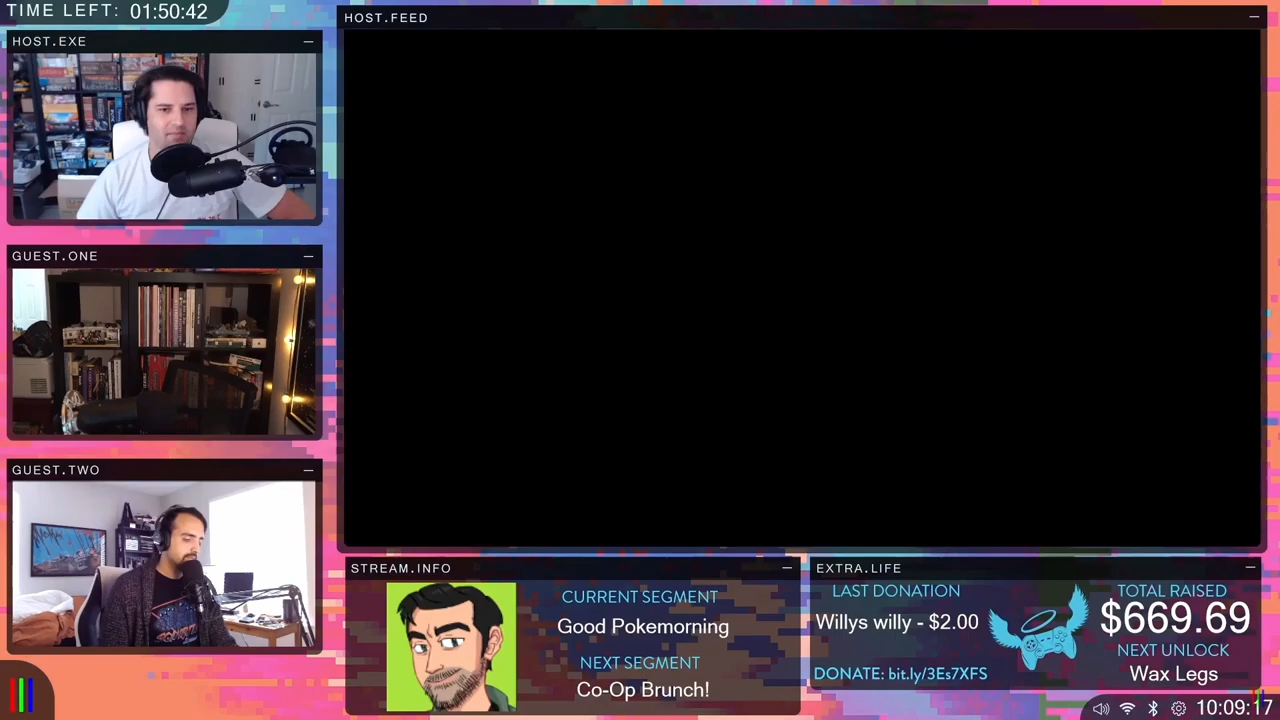 TIME LEFT: 01:50:42
HOST.EXE
GUEST.ONE
GUEST.TWO
HOST.FEED
STREAM.INFO
CURRENT SEGMENT
Good Pokemorning
NEXT SEGMENT
Co-Op Brunch!
EXTRA.LIFE
LAST DONATION
Willys willy - $2.00
DONATE: bit.ly/3Es7XFS
TOTAL RAISED
$669.69
NEXT UNLOCK
Wax Legs
10:09:17